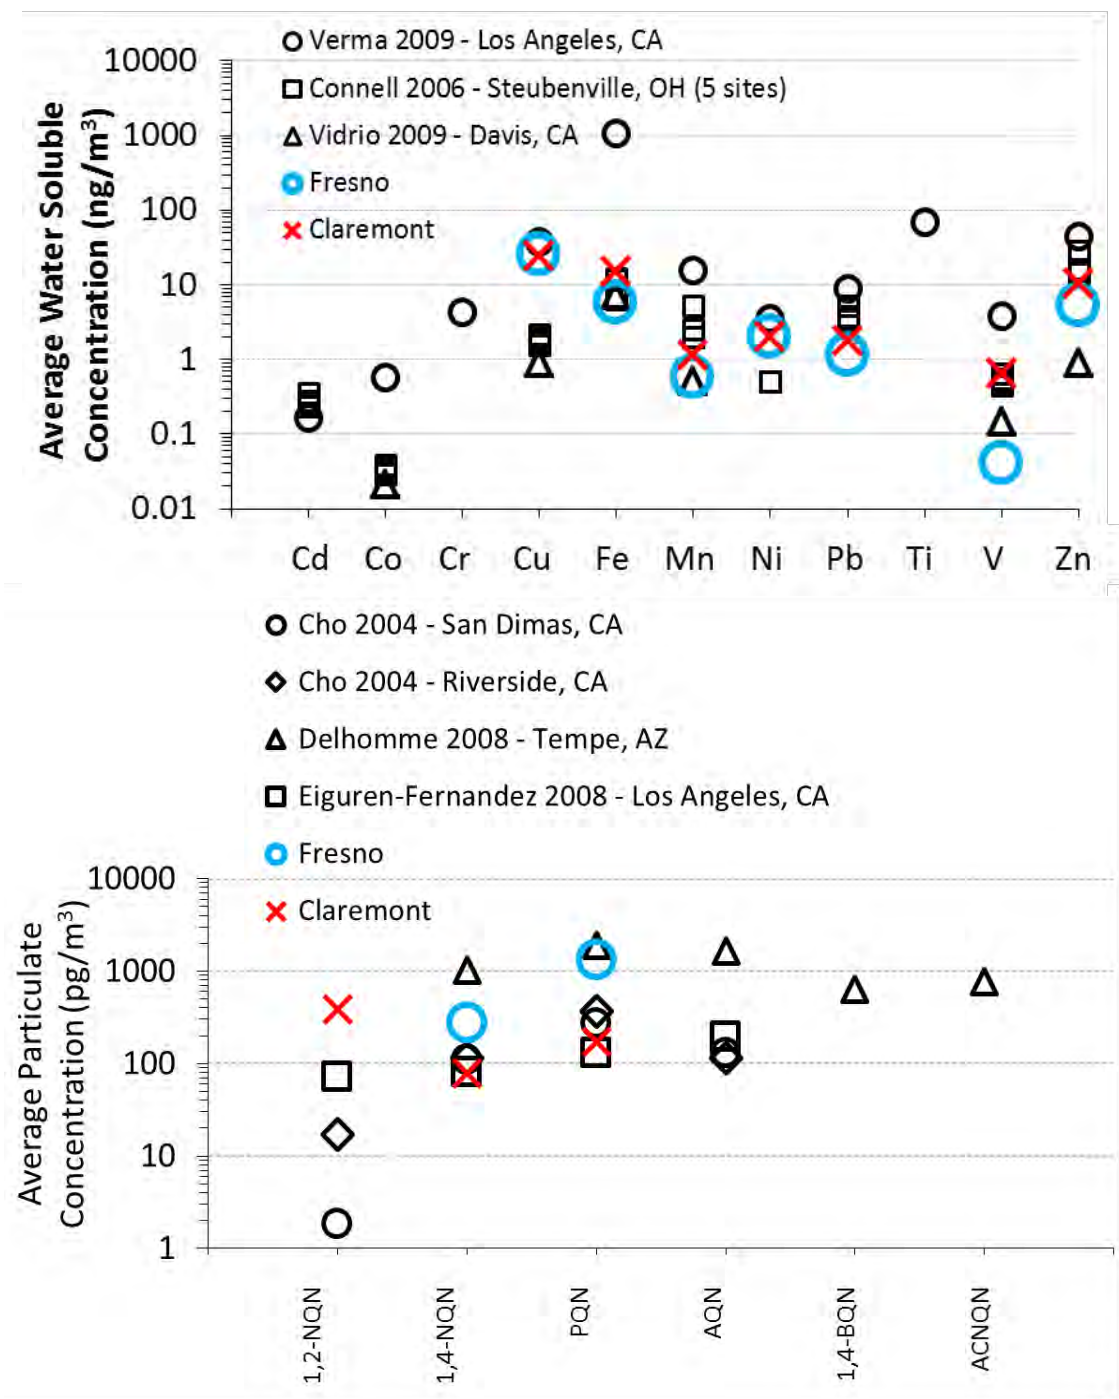 Verma 2009 - Los Angeles, CA
Connell 2006 - Steubenville, OH (5 sites)
Vidrio 2009 - Davis, CA
Fresno
Claremont
Average Water Soluble
Concentration (ng/m³)
10000
1000
100
10
1
0.1
0.01
Cd Co Cr Cu Fe Mn Ni Pb Ti V Zn
Cho 2004 - San Dimas, CA
Cho 2004 - Riverside, CA
Delhomme 2008 - Tempe, AZ
Eiguren-Fernandez 2008 - Los Angeles, CA
Fresno
Claremont
Average Particulate
Concentration (pg/m³)
10000
1000
100
10
1
1,2-NQN
1,4-NQN
PQN
AQN
1,4-BQN
ACNQN